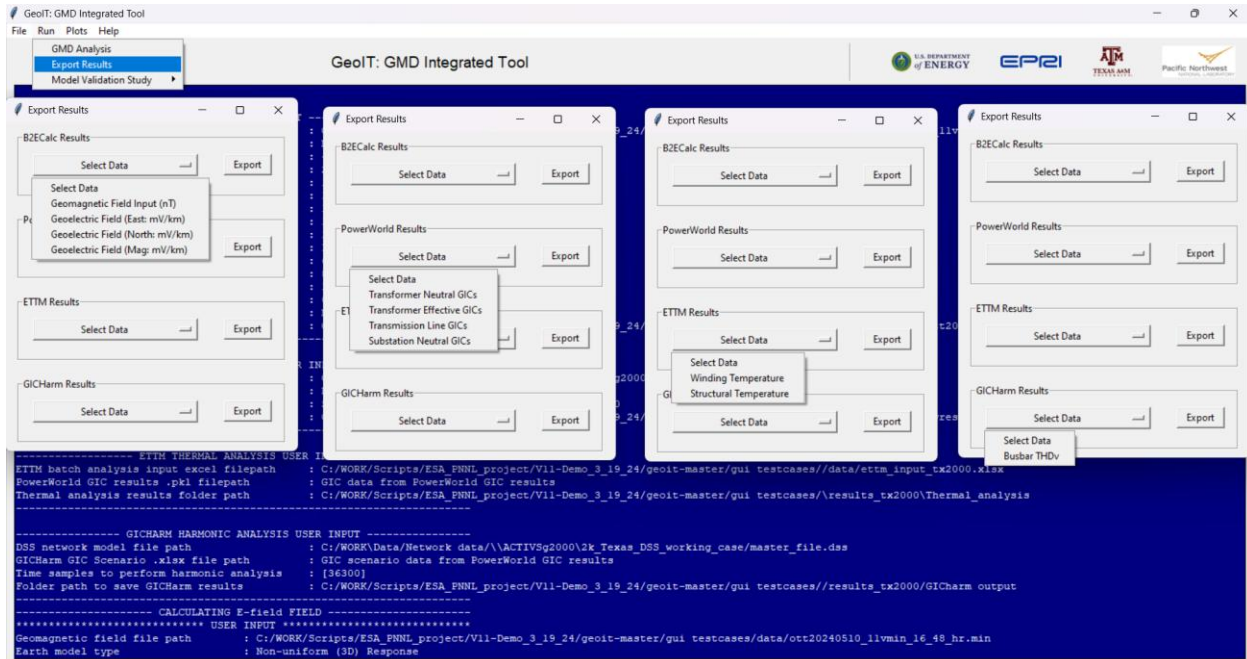 GeoIT: GMD Integrated Tool
File Run Plots Help
GMD Analysis
Export Results
Model Validation Study
GeoIT: GMD Integrated Tool
U.S. DEPARTMENT
of ENERGY
EPRI
ATM
TEXAS A&M
UNIVERSITY
Pacific Northwest
NATIONAL LABORATORY
Export Results
B2ECalc Results
Select Data Export
Select Data
Geomagnetic Field Input (nT)
Geoelectric Field (East: mV/km)
Geoelectric Field (North: mV/km)
Geoelectric Field (Mag: mV/km)
Export
ETTM Results
Select Data Export
GICHarm Results
Select Data Export
Export Results
B2ECalc Results
Select Data Export
PowerWorld Results
Select Data Export
Select Data
Transformer Neutral GICs
Transformer Effective GICs
Transmission Line GICs
Substation Neutral GICs
Export
GICHarm Results
Select Data Export
Export Results
B2ECalc Results
Select Data Export
PowerWorld Results
Select Data Export
ETTM Results
Select Data Export
Select Data
Winding Temperature
Structural Temperature
Select Data Export
Export Results
B2ECalc Results
Select Data Export
PowerWorld Results
Select Data Export
ETTM Results
Select Data Export
GICHarm Results
Select Data Export
Select Data
Busbar THDv
------------------ ETTM THERMAL ANALYSIS USER
ETTM batch analysis input excel filepath : C:/WORK/Scripts/ESA_PNNL_project/V11-Demo_3_19_24/geoit-master/gui testcases//data/ettm_input_tx2000.xlsx
PowerWorld GIC results .pkl filepath : GIC data from PowerWorld GIC results
Thermal analysis results folder path : C:/WORK/Scripts/ESA_PNNL_project/V11-Demo_3_19_24/geoit-master/gui testcases/\results_tx2000\Thermal_analysis
---------------- GICHARM HARMONIC ANALYSIS USER INPUT ----------------
DSS network model file path : C:/WORK\Data/Network data/\\ACTIVSg2000\2k_Texas_DSS_working_case/master_file.dss
GICHarm GIC Scenario .xlsx file path : GIC scenario data from PowerWorld GIC results
Time samples to perform harmonic analysis : [36300]
Folder path to save GICHarm results : C:/WORK/Scripts/ESA_PNNL_project/V11-Demo_3_19_24/geoit-master/gui testcases//results_tx2000/GICharm output
--------------------- CALCULATING E-field FIELD ----------------------
***************************** USER INPUT *****************************
Geomagnetic field file path : C:/WORK/Scripts/ESA_PNNL_project/V11-Demo_3_19_24/geoit-master/gui testcases/data/ott20240510_11vmin_16_48_hr.min
Earth model type : Non-uniform (3D) Response